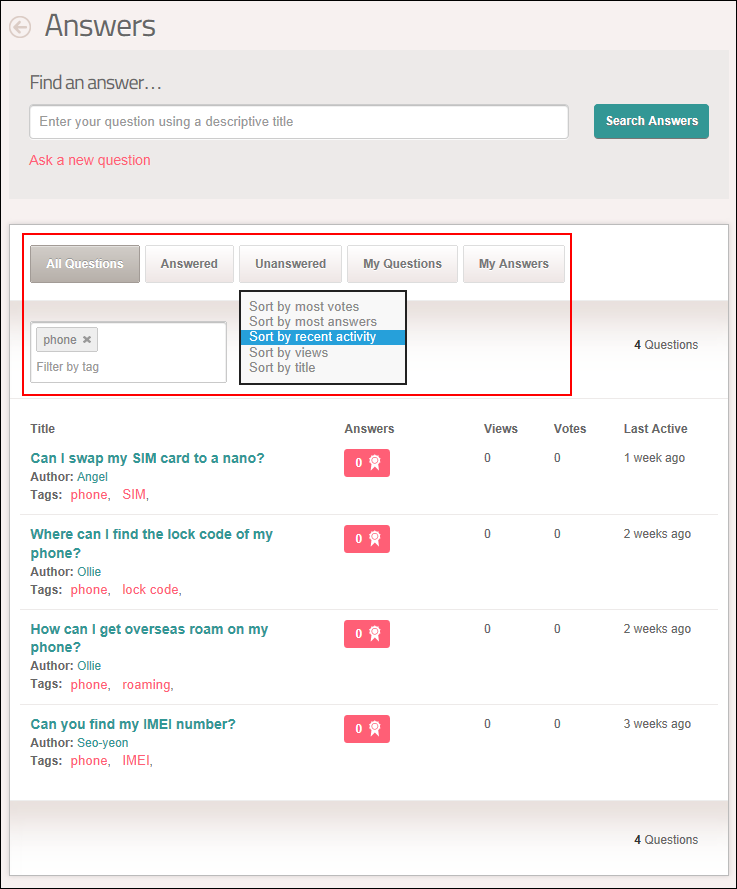 Answers
Find an answer...
Enter your question using a descriptive title
Search Answers
Ask a new question
All Questions
Answered
Unanswered
My Questions
My Answers
phone ✖
Filter by tag
Sort by most votes
Sort by most answers
Sort by recent activity
Sort by views
Sort by title
4 Questions
Title Answers Views Votes Last Active
Can I swap my SIM card to a nano? 0 0 0 1 week ago
Author: Angel
Tags: phone, SIM,
Where can I find the lock code of my 0 0 0 2 weeks ago
phone?
Author: Ollie
Tags: phone, lock code,
How can I get overseas roam on my 0 0 0 2 weeks ago
phone?
Author: Ollie
Tags: phone, roaming,
Can you find my IMEI number? 0 0 0 3 weeks ago
Author: Seo-yeon
Tags: phone, IMEI,
4 Questions